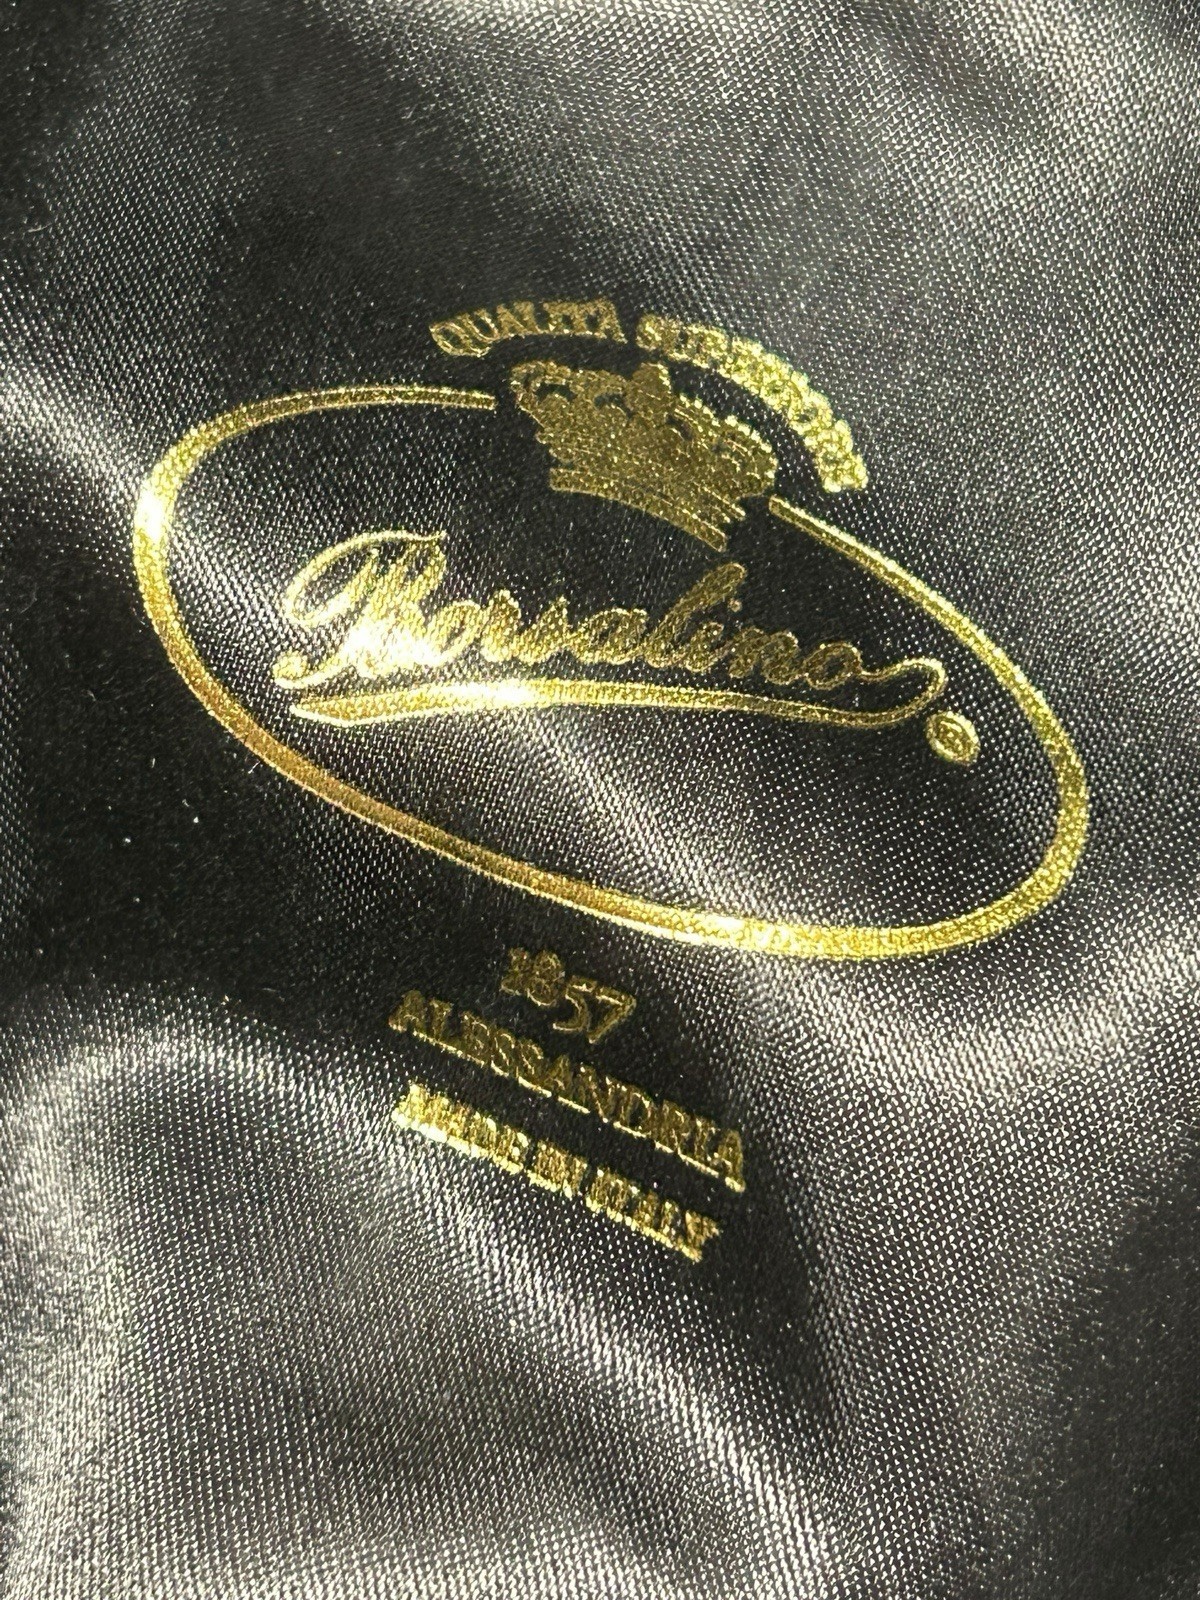 QUALITÀ SUPERIORE
Borsalino®
1857
ALESSANDRIA
MADE IN ITALY